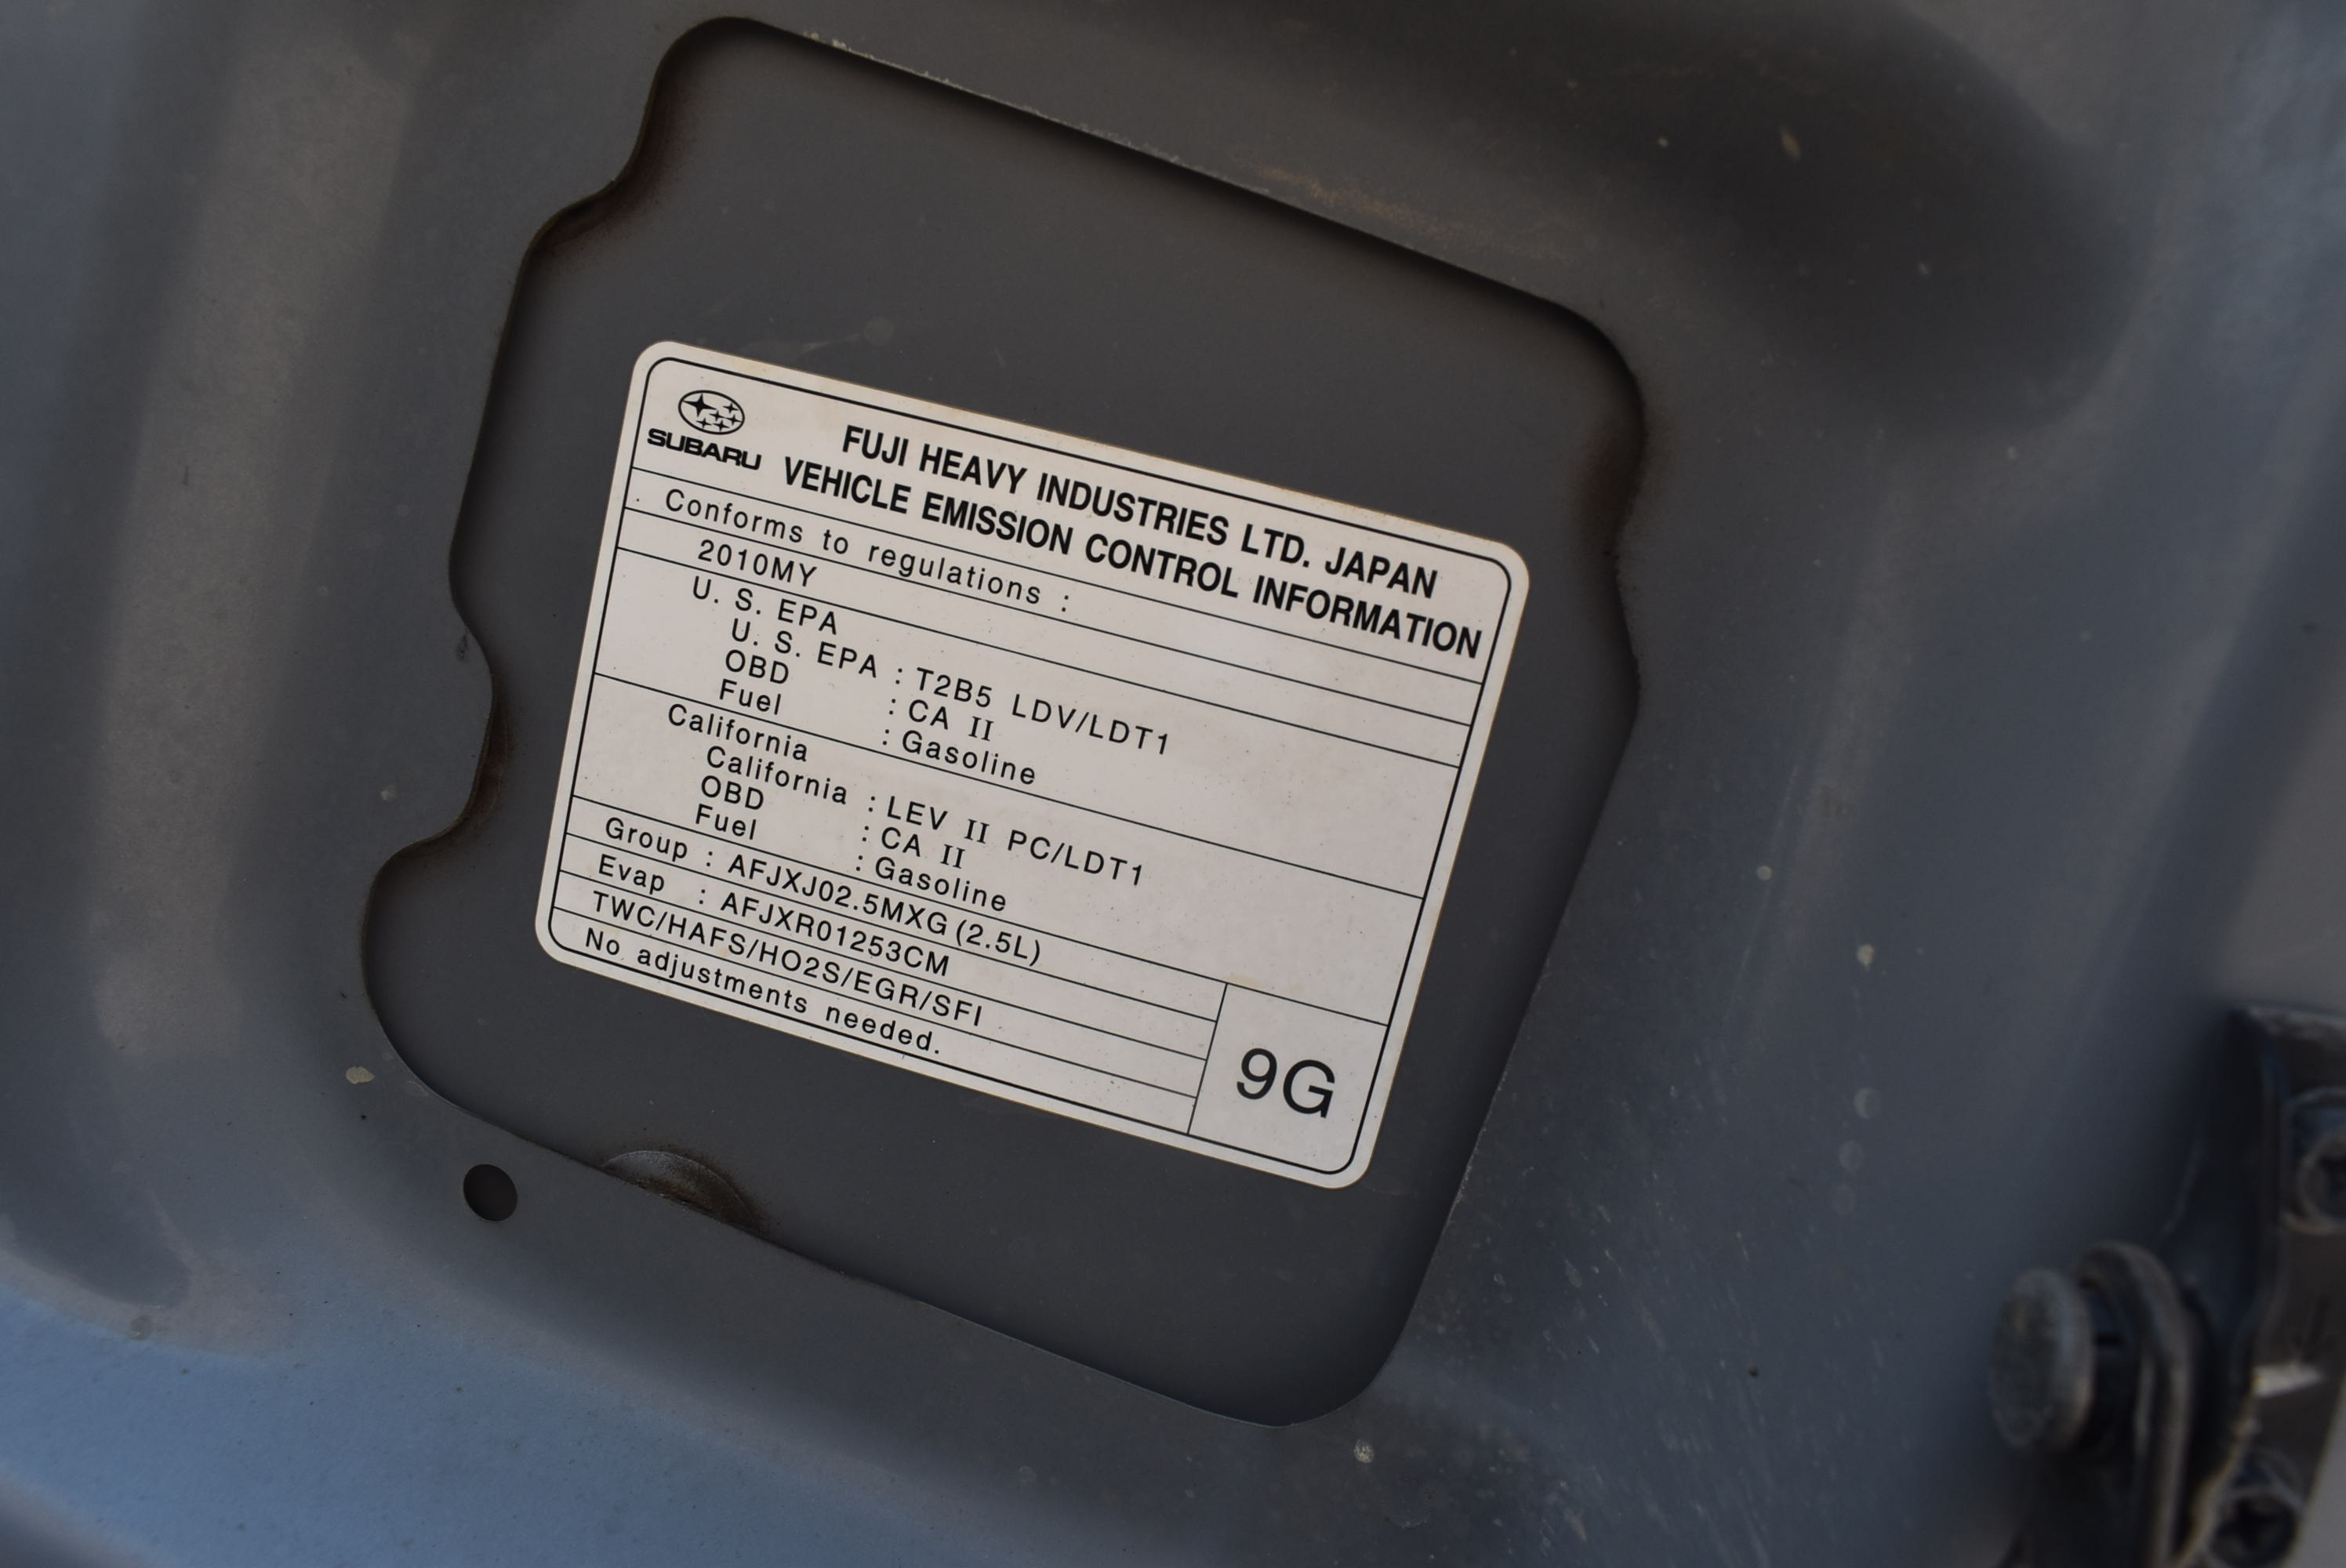 SUBARU
FUJI HEAVY INDUSTRIES LTD. JAPAN
VEHICLE EMISSION CONTROL INFORMATION
Conforms to regulations :
2010MY
U. S. EPA
U. S. EPA : T2B5 LDV/LDT1
OBD : CA II
Fuel : Gasoline
California
California : LEV II PC/LDT1
OBD : CA II
Fuel : Gasoline
Group : AFJXJ02.5MXG (2.5L)
Evap : AFJXR01253CM
TWC/HAFS/HO2S/EGR/SFI
No adjustments needed.
9G